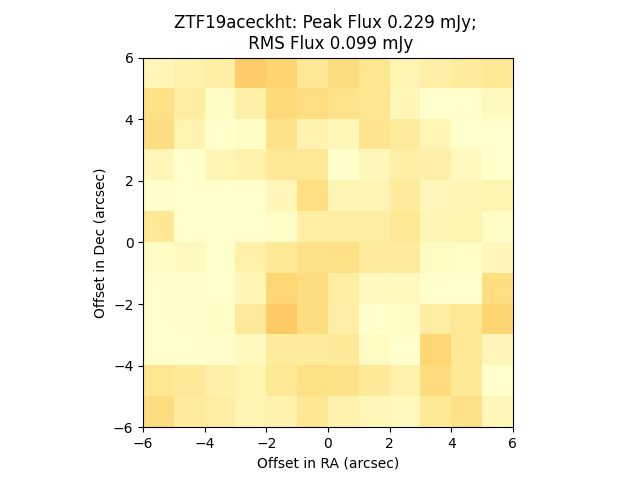 ZTF19aceckht: Peak Flux 0.229 mJy;
RMS Flux 0.099 mJy
6
4
2
0
−2
−4
−6
Offset in Dec (arcsec)
−6 −4 −2 0 2 4 6
Offset in RA (arcsec)